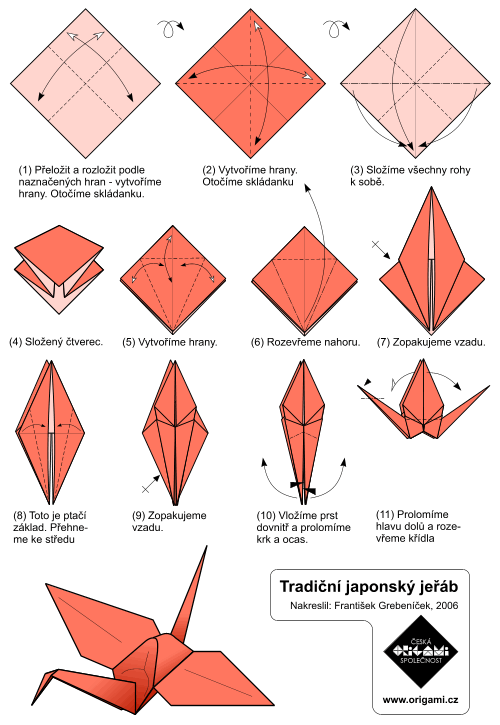 (1) Přeložit a rozložit podle
naznačených hran - vytvoříme
hrany. Otočíme skládanku.
(2) Vytvoříme hrany.
Otočíme skládanku
(3) Složíme všechny rohy
k sobě.
(4) Složený čtverec.
(5) Vytvoříme hrany.
(6) Rozevřeme nahoru.
(7) Zopakujeme vzadu.
(8) Toto je ptačí
základ. Přehne-
me ke středu
(9) Zopakujeme
vzadu.
(10) Vložíme prst
dovnitř a prolomíme
krk a ocas.
(11) Prolomíme
hlavu dolů a roze-
vřeme křídla
Tradiční japonský jeřáb
Nakreslil: František Grebeníček, 2006
ČESKÁ
ORIGAMI
SPOLEČNOST
www.origami.cz